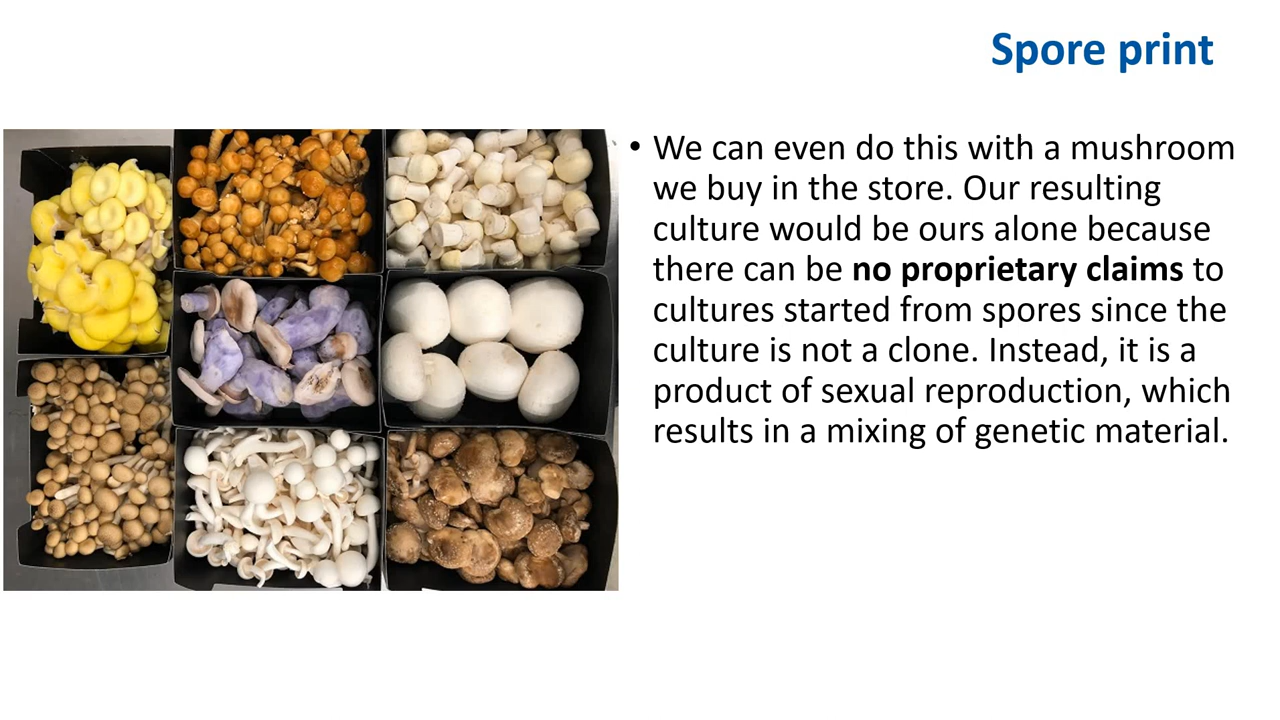 Spore print
• We can even do this with a mushroom
we buy in the store. Our resulting
culture would be ours alone because
there can be no proprietary claims to
cultures started from spores since the
culture is not a clone. Instead, it is a
product of sexual reproduction, which
results in a mixing of genetic material.